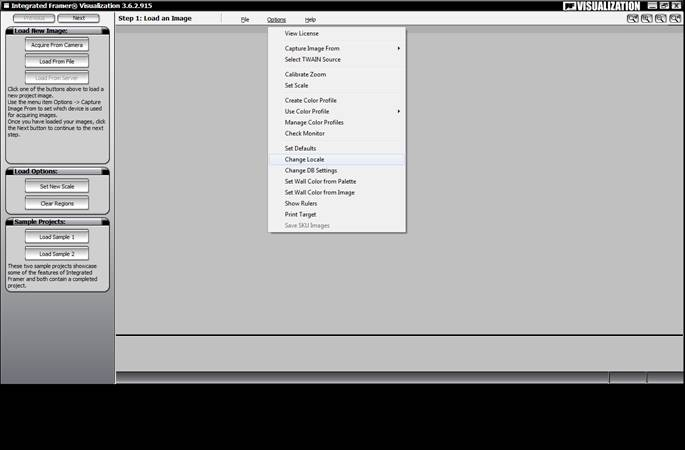 Integrated Framer® Visualization 3.6.2.915
VISUALIZATION
Previous
Next
Step 1: Load an Image
File
Options
Help
Load New Image:
Acquire From Camera
Load From File
Load From Server
Click one of the buttons above to load a
new project image.
Use the menu item Options -> Capture
Image From to set which device is used
for acquiring images.
Once you have loaded your images, click
the Next button to continue to the next
step.
Load Options:
Set New Scale
Clear Regions
Sample Projects:
Load Sample 1
Load Sample 2
These two sample projects showcase
some of the features of Integrated
Framer and both contain a completed
project.
View License
Capture Image From
Select TWAIN Source
Calibrate Zoom
Set Scale
Create Color Profile
Use Color Profile
Manage Color Profiles
Check Monitor
Set Defaults
Change Locale
Change DB Settings
Set Wall Color from Palette
Set Wall Color from Image
Show Rulers
Print Target
Save SKU Images